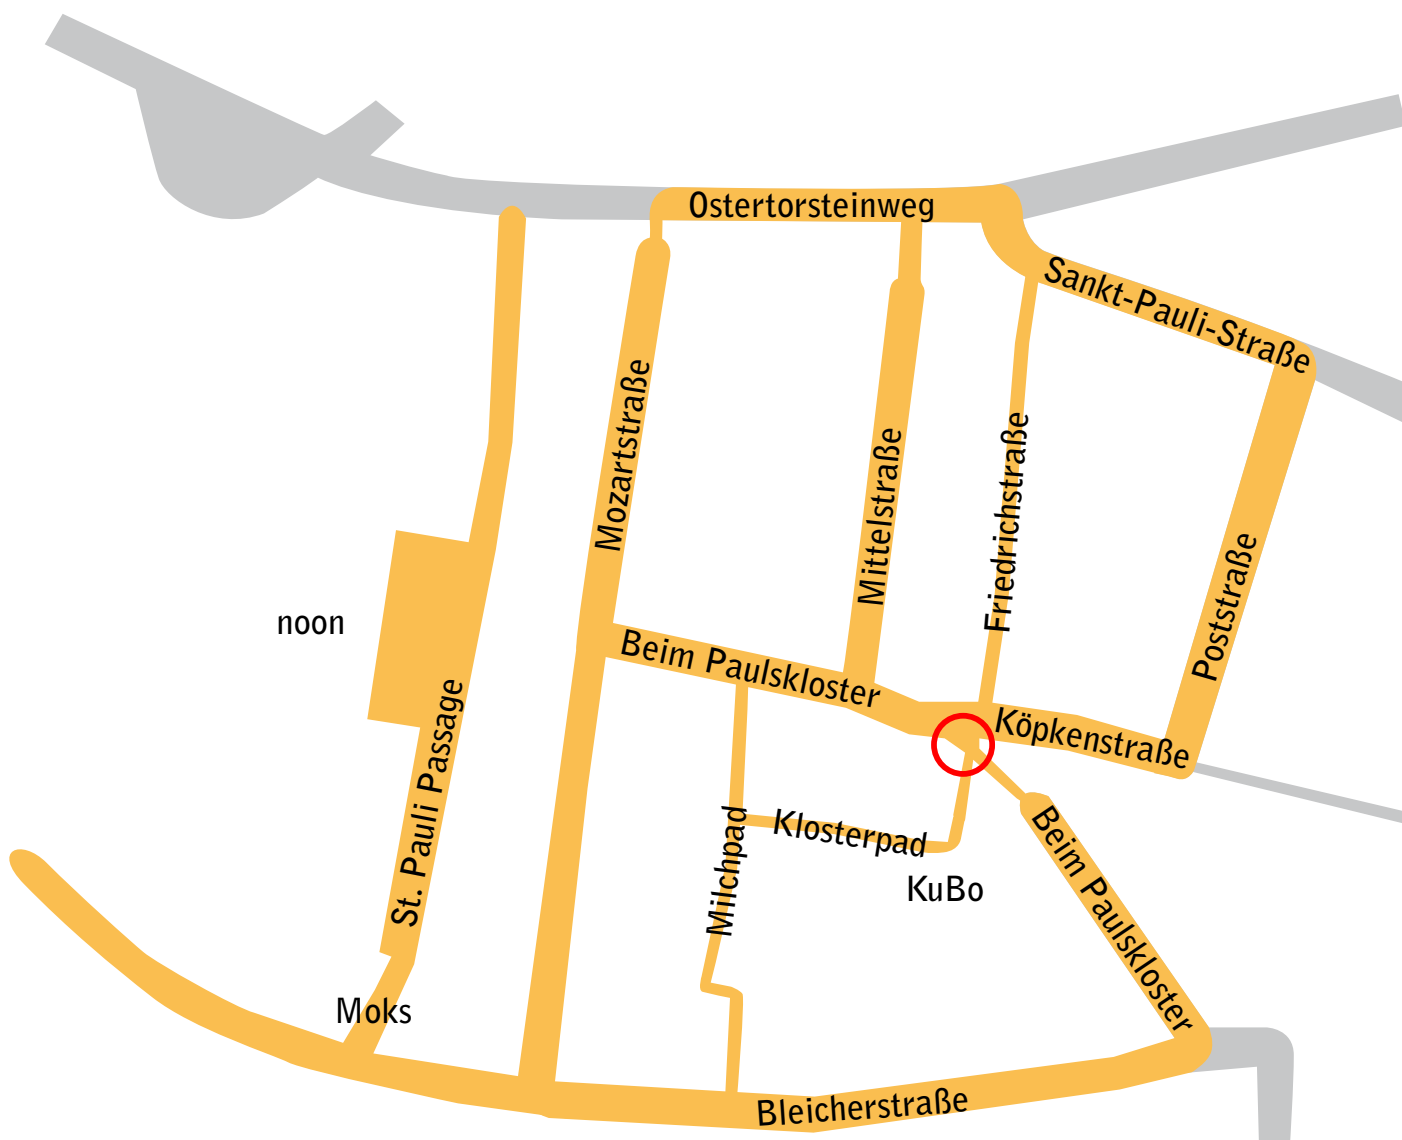 Ostertorsteinweg
Sankt-Pauli-Straße
Mozartstraße
Mittelstraße
Friedrichstraße
Poststraße
noon
Beim Paulskloster
Köpkenstraße
St. Pauli Passage
Milchpad
Klosterpad
Beim Paulskloster
KuBo
Moks
Bleicherstraße